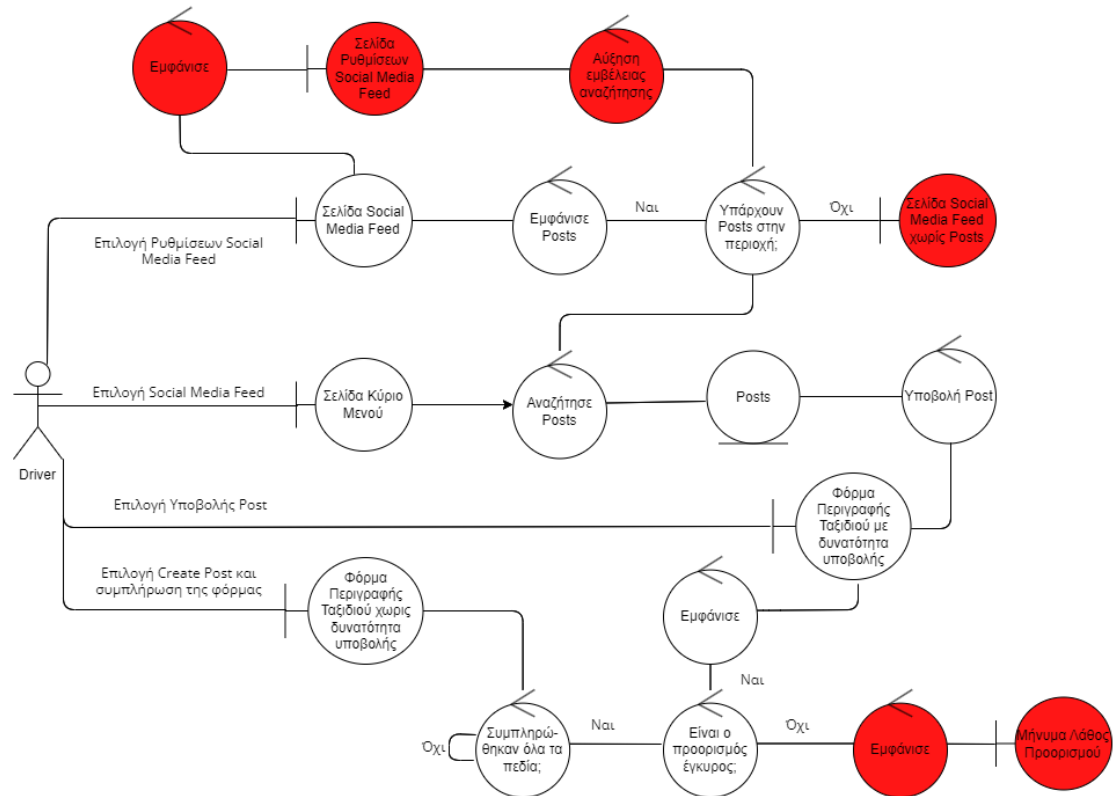 Εμφάνισε
Σελίδα
Ρυθμίσεων
Social Media
Feed
Αύξηση
εμβέλειας
αναζήτησης
Σελίδα Social
Media Feed
Εμφάνισε
Posts
Ναι
Υπάρχουν
Posts στην
περιοχή;
Όχι
Σελίδα Social
Media Feed
χωρίς Posts
Επιλογή Ρυθμίσεων Social
Media Feed
Επιλογή Social Media Feed
Σελίδα Κύριο
Μενού
Αναζήτησε
Posts
Posts
Υποβολή Post
Driver
Επιλογή Υποβολής Post
Φόρμα
Περιγραφής
Ταξιδιού με
δυνατότητα
υποβολής
Επιλογή Create Post και
συμπλήρωση της φόρμας
Φόρμα
Περιγραφής
Ταξιδιού χωρις
δυνατότητα
υποβολής
Εμφάνισε
Ναι
Όχι
Συμπληρώ-
θηκαν όλα τα
πεδία;
Ναι
Είναι ο
προορισμός
έγκυρος;
Όχι
Εμφάνισε
Μήνυμα Λάθος
Προορισμού